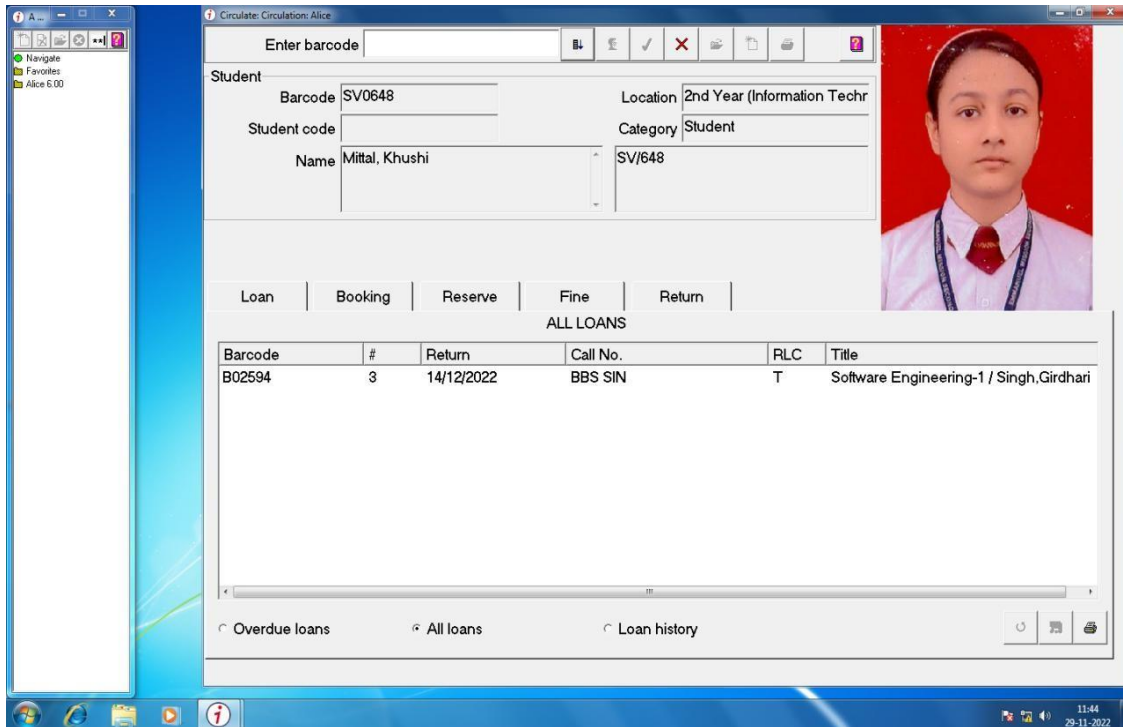 A...
Navigate
Favorites
Alice 6.00
Circulate: Circulation: Alice
Enter barcode
Student
Barcode SV0648 Location 2nd Year (Information Techr
Student code Category Student
Name Mittal, Khushi SV/648
Loan Booking Reserve Fine Return
ALL LOANS
Barcode # Return Call No. RLC Title
B02594 3 14/12/2022 BBS SIN T Software Engineering-1 / Singh,Girdhari
Overdue loans All loans Loan history
11:44
29-11-2022